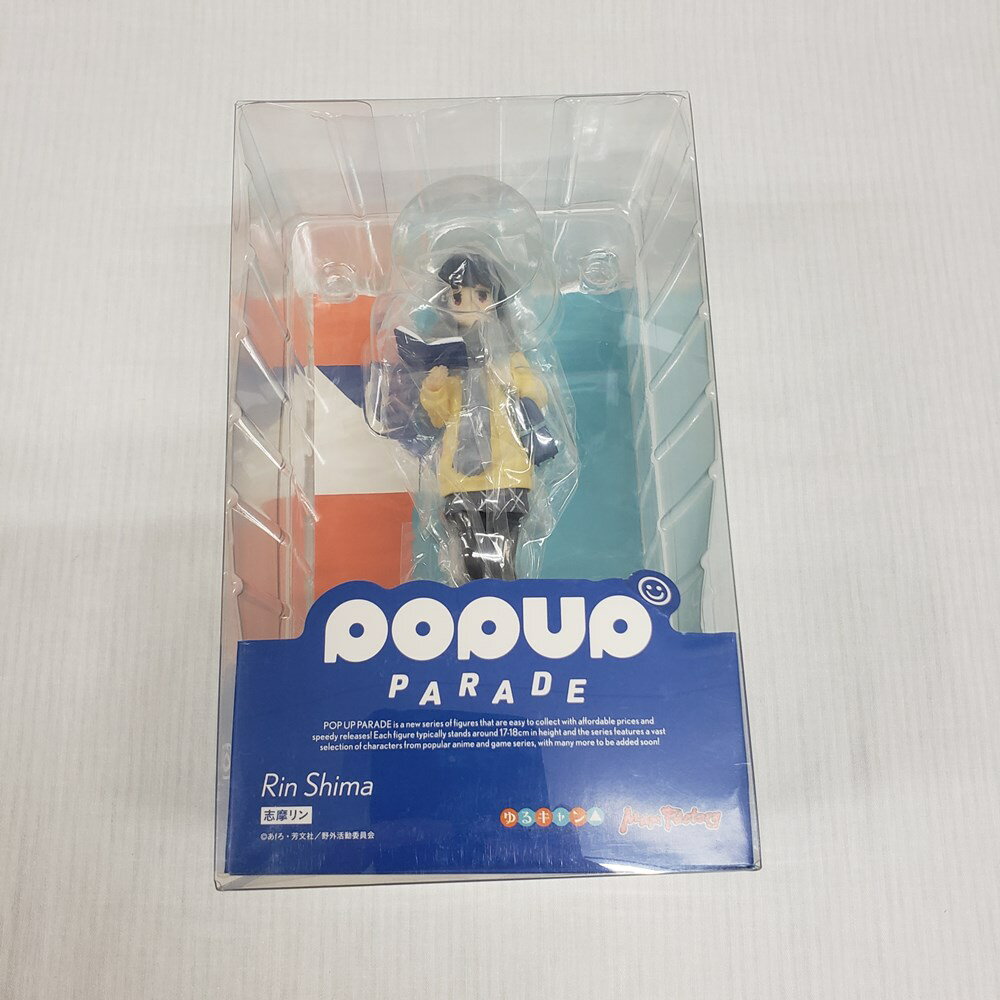 POPUP
PARADE
POP UP PARADE is a new series of figures that are easy to collect with affordable prices and
speedy releases! Each figure typically stands around 17-18cm in height and the series features a vast
selection of characters from popular anime and game series, with many more to be added soon!
Rin Shima
志摩リン
ゆるキャン△
Max Factory
©あfろ・芳文社／野外活動委員会